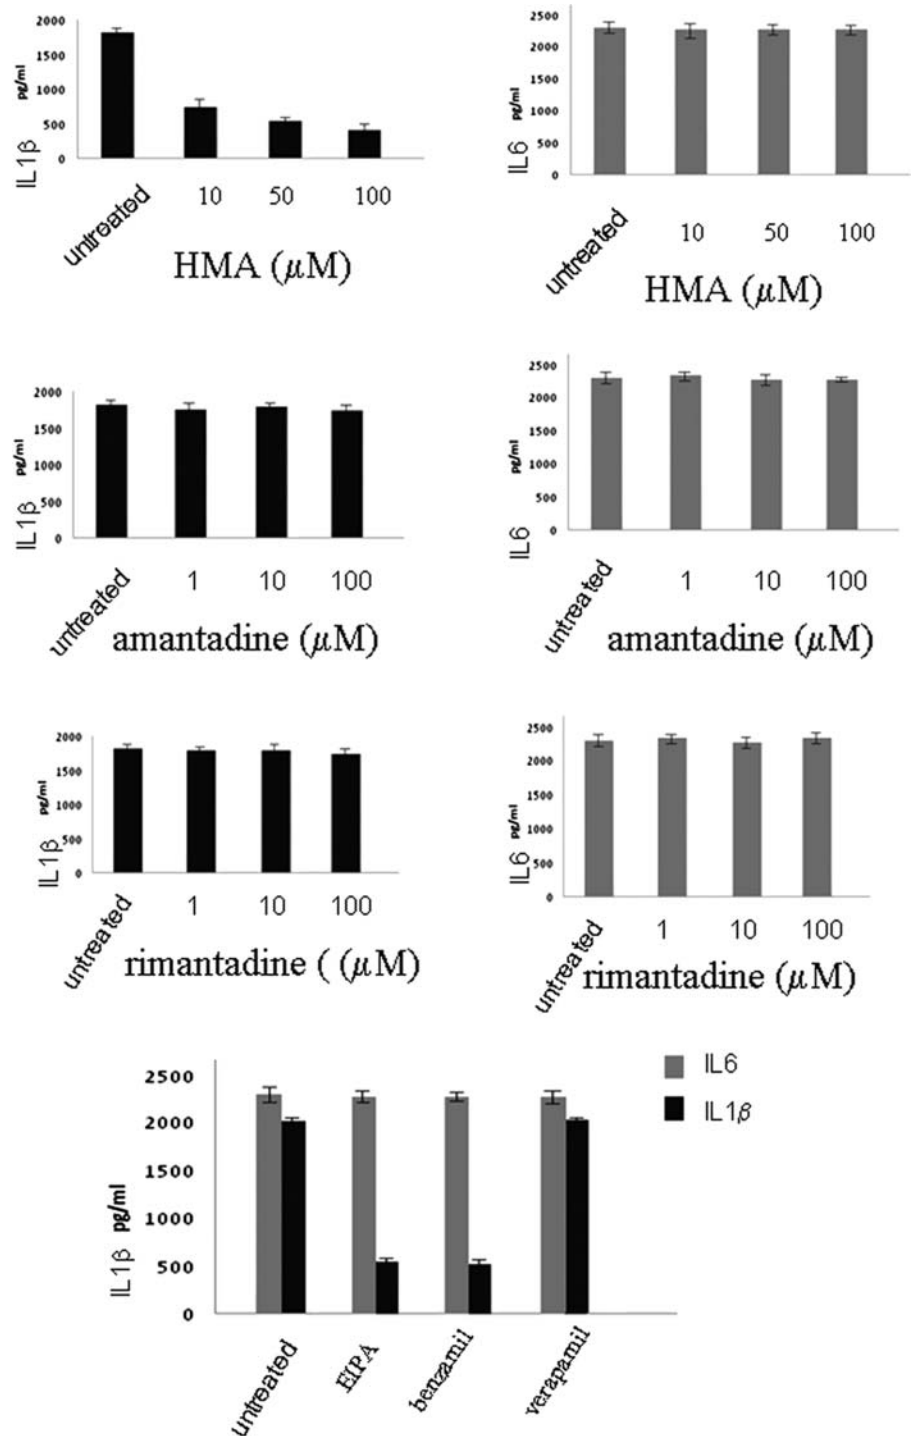 2000
1500
1000
500
0
IL1β pg/ml
untreated 10 50 100
HMA (μM)
2500
2000
1500
1000
500
0
IL6 pg/ml
untreated 10 50 100
HMA (μM)
2000
1500
1000
500
0
IL1β pg/ml
untreated 1 10 100
amantadine (μM)
2500
2000
1500
1000
500
0
IL6 pg/ml
untreated 1 10 100
amantadine (μM)
2000
1500
1000
500
0
IL1β pg/ml
untreated 1 10 100
rimantadine ( (μM)
2500
2000
1500
1000
500
0
IL6 pg/ml
untreated 1 10 100
rimantadine (μM)
2500
2000
1500
1000
500
0
IL1β pg/ml
untreated EIPA benzamil verapamil
IL6
IL1β